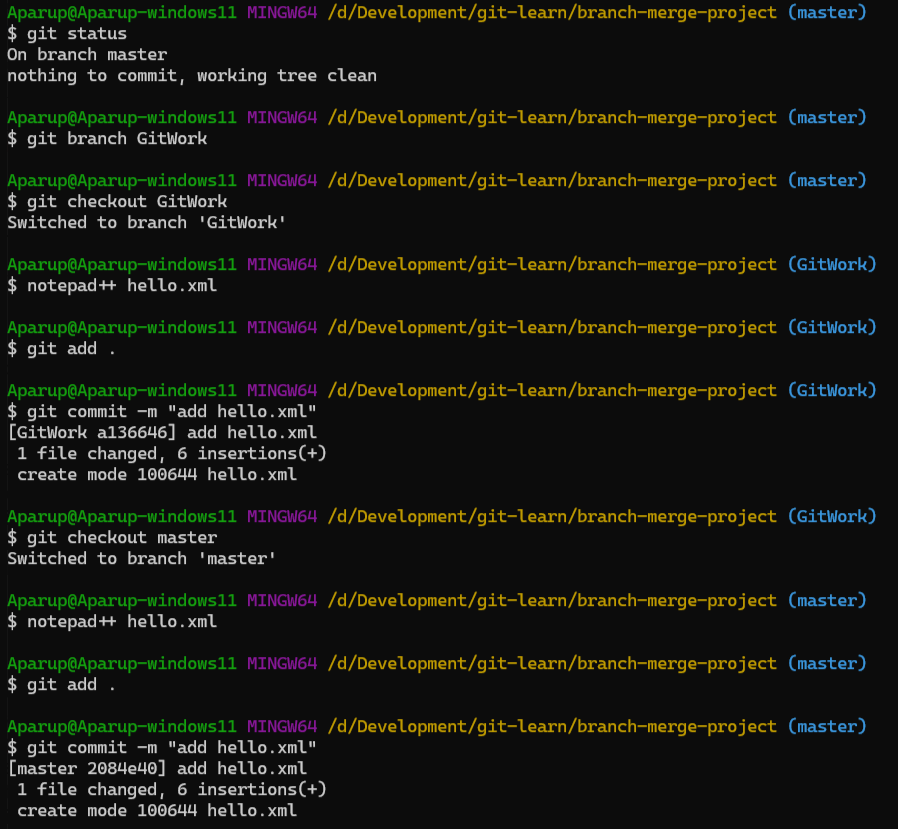 Aparup@Aparup-windows11 MINGW64 /d/Development/git-learn/branch-merge-project (master)
$ git status
On branch master
nothing to commit, working tree clean
Aparup@Aparup-windows11 MINGW64 /d/Development/git-learn/branch-merge-project (master)
$ git branch GitWork
Aparup@Aparup-windows11 MINGW64 /d/Development/git-learn/branch-merge-project (master)
$ git checkout GitWork
Switched to branch 'GitWork'
Aparup@Aparup-windows11 MINGW64 /d/Development/git-learn/branch-merge-project (GitWork)
$ notepad++ hello.xml
Aparup@Aparup-windows11 MINGW64 /d/Development/git-learn/branch-merge-project (GitWork)
$ git add .
Aparup@Aparup-windows11 MINGW64 /d/Development/git-learn/branch-merge-project (GitWork)
$ git commit -m "add hello.xml"
[GitWork a136646] add hello.xml
 1 file changed, 6 insertions(+)
 create mode 100644 hello.xml
Aparup@Aparup-windows11 MINGW64 /d/Development/git-learn/branch-merge-project (GitWork)
$ git checkout master
Switched to branch 'master'
Aparup@Aparup-windows11 MINGW64 /d/Development/git-learn/branch-merge-project (master)
$ notepad++ hello.xml
Aparup@Aparup-windows11 MINGW64 /d/Development/git-learn/branch-merge-project (master)
$ git add .
Aparup@Aparup-windows11 MINGW64 /d/Development/git-learn/branch-merge-project (master)
$ git commit -m "add hello.xml"
[master 2084e40] add hello.xml
 1 file changed, 6 insertions(+)
 create mode 100644 hello.xml